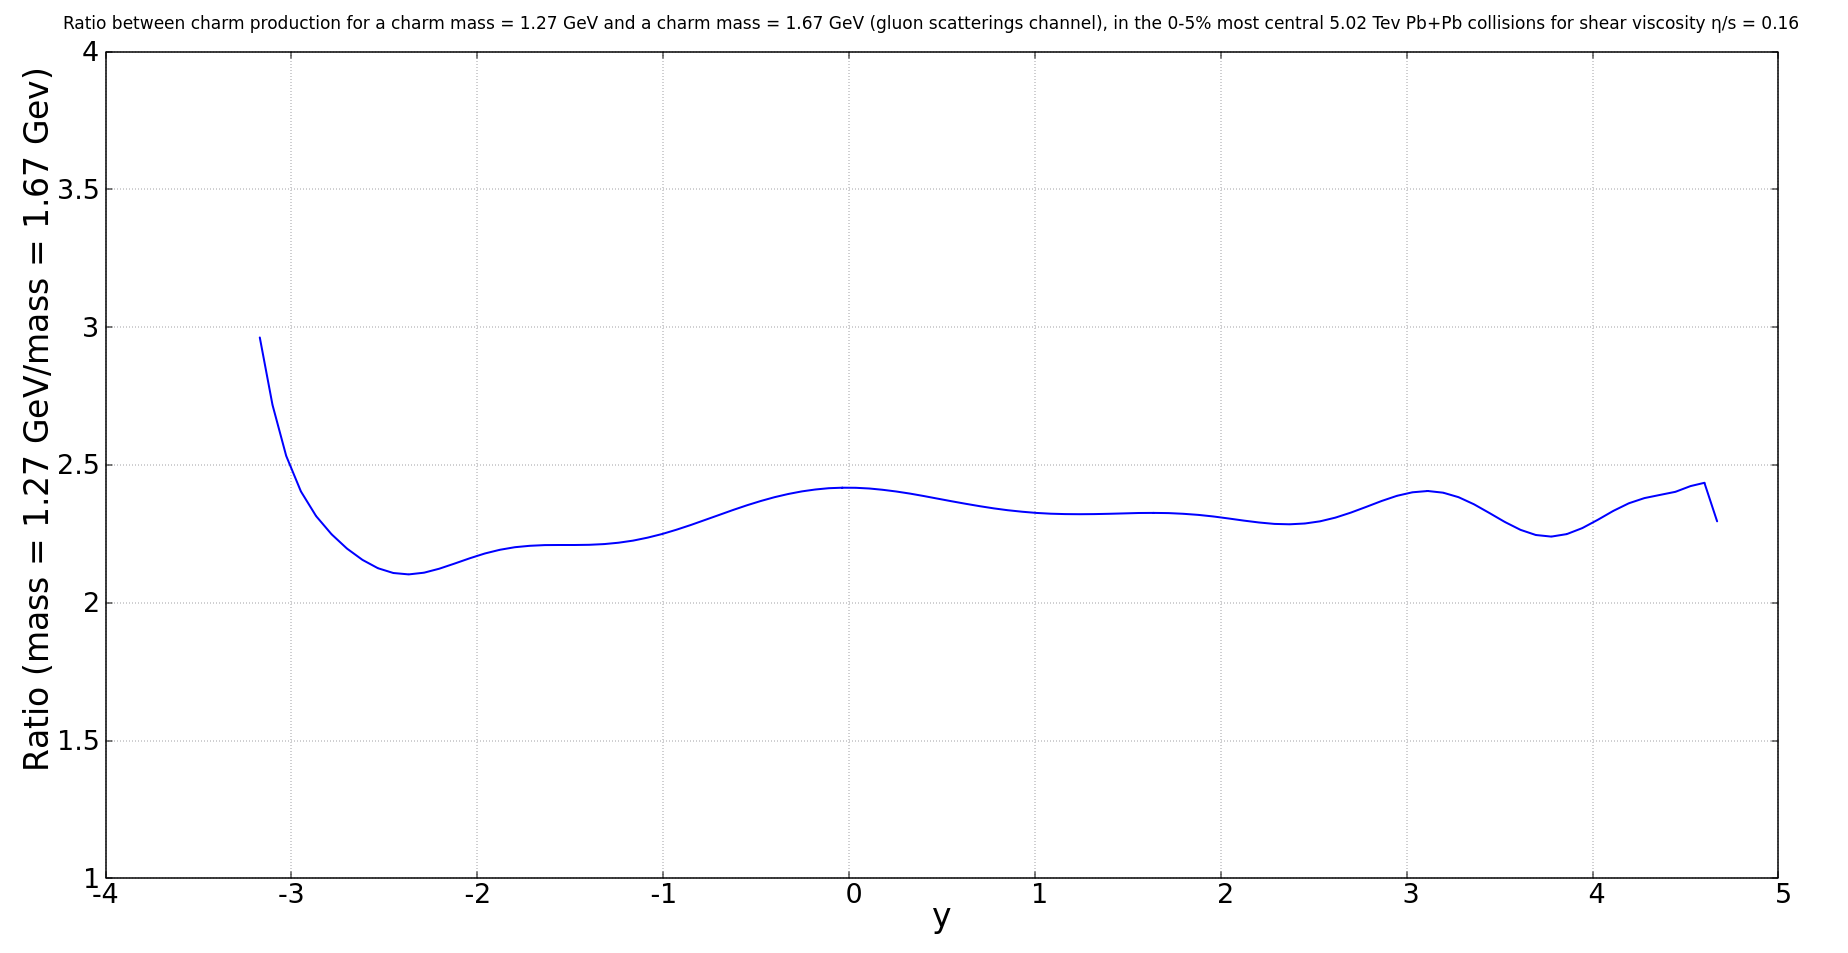 Ratio between charm production for a charm mass = 1.27 GeV and a charm mass = 1.67 GeV (gluon scatterings channel), in the 0-5% most central 5.02 Tev Pb+Pb collisions for shear viscosity η/s = 0.16
Ratio (mass = 1.27 GeV/mass = 1.67 Gev)
4
3.5
3
2.5
2
1.5
1
-4 -3 -2 -1 0 1 2 3 4 5
y